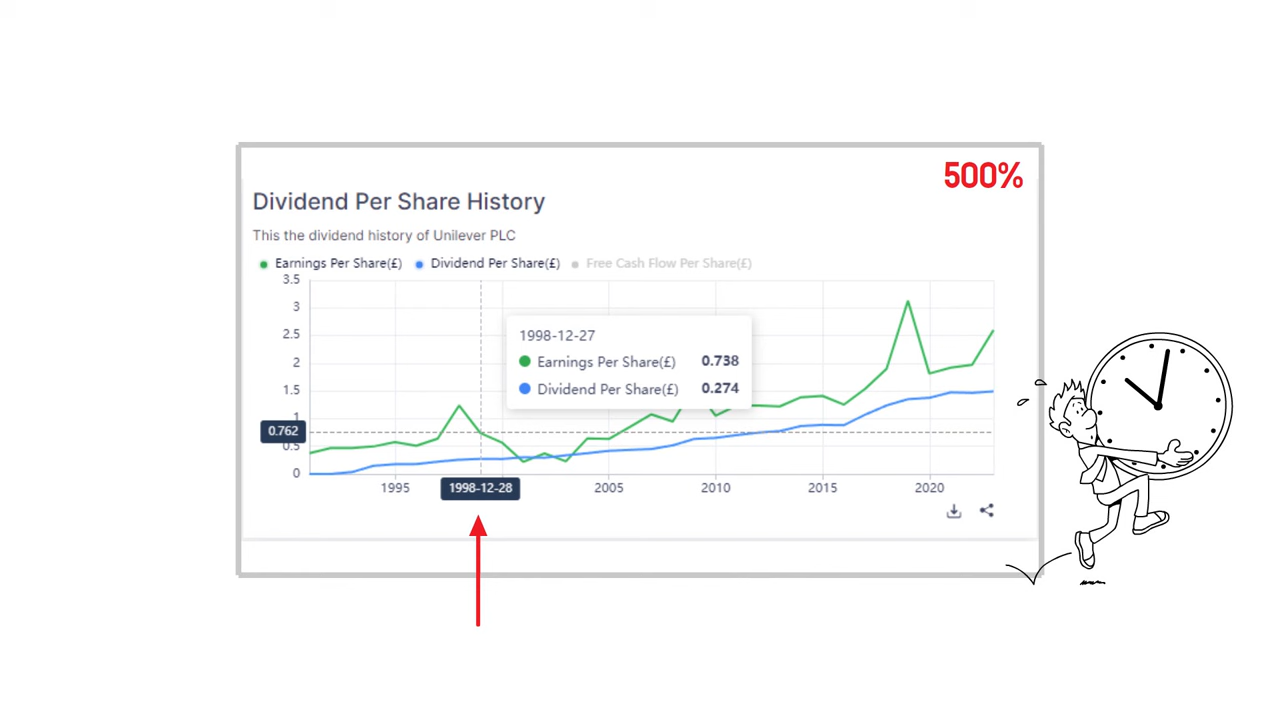 500%
Dividend Per Share History
This the dividend history of Unilever PLC
Earnings Per Share(£) Dividend Per Share(£) Free Cash Flow Per Share(£)
3.5
3
2.5
2
1.5
1
0.762
0.5
0
1998-12-27
Earnings Per Share(£) 0.738
Dividend Per Share(£) 0.274
1995 1998-12-28 2005 2010 2015 2020